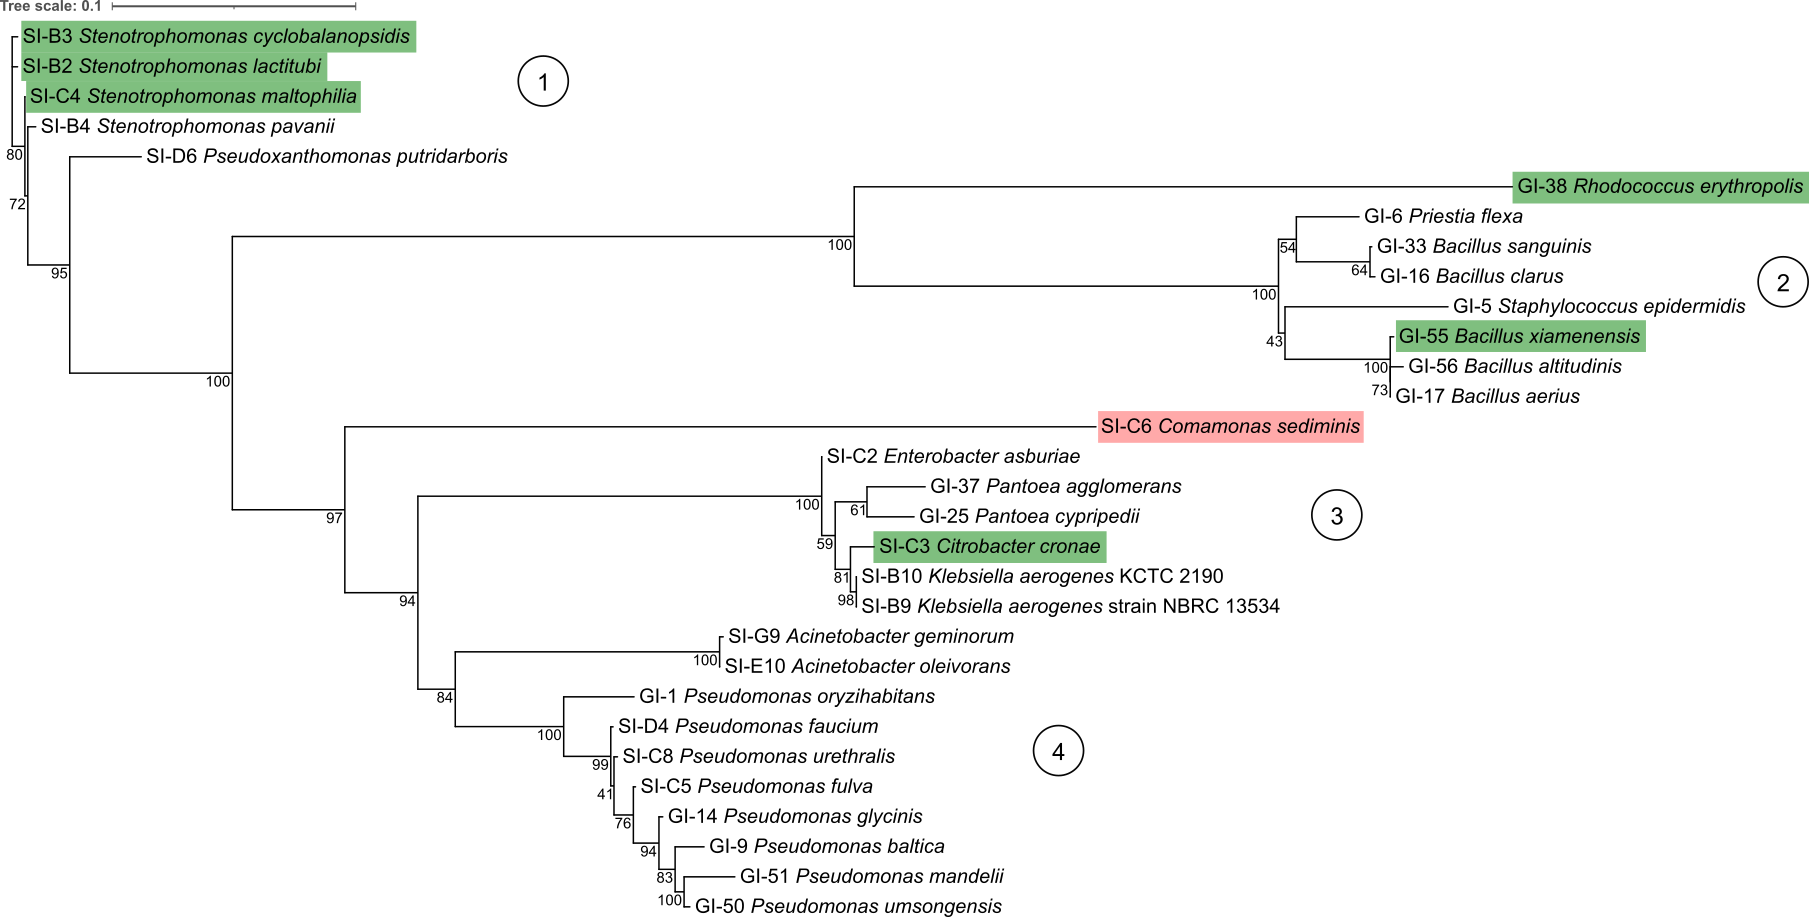 Tree scale: 0.1
SI-B3 Stenotrophomonas cyclobalanopsidis
SI-B2 Stenotrophomonas lactitubi
1
SI-C4 Stenotrophomonas maltophilia
SI-B4 Stenotrophomonas pavanii
80
SI-D6 Pseudoxanthomonas putridarboris
GI-38 Rhodococcus erythropolis
72
GI-6 Priestia flexa
100
54
GI-33 Bacillus sanguinis
95
64
GI-16 Bacillus clarus
2
100
GI-5 Staphylococcus epidermidis
43
GI-55 Bacillus xiamenensis
100
GI-56 Bacillus altitudinis
100
73
GI-17 Bacillus aerius
SI-C6 Comamonas sediminis
SI-C2 Enterobacter asburiae
GI-37 Pantoea agglomerans
100
61
GI-25 Pantoea cypripedii
3
97
59
SI-C3 Citrobacter cronae
81
SI-B10 Klebsiella aerogenes KCTC 2190
94
98
SI-B9 Klebsiella aerogenes strain NBRC 13534
SI-G9 Acinetobacter geminorum
100
SI-E10 Acinetobacter oleivorans
84
GI-1 Pseudomonas oryzihabitans
SI-D4 Pseudomonas faucium
100
4
SI-C8 Pseudomonas urethralis
99
SI-C5 Pseudomonas fulva
41
GI-14 Pseudomonas glycinis
76
GI-9 Pseudomonas baltica
94
GI-51 Pseudomonas mandelii
83
100
GI-50 Pseudomonas umsongensis